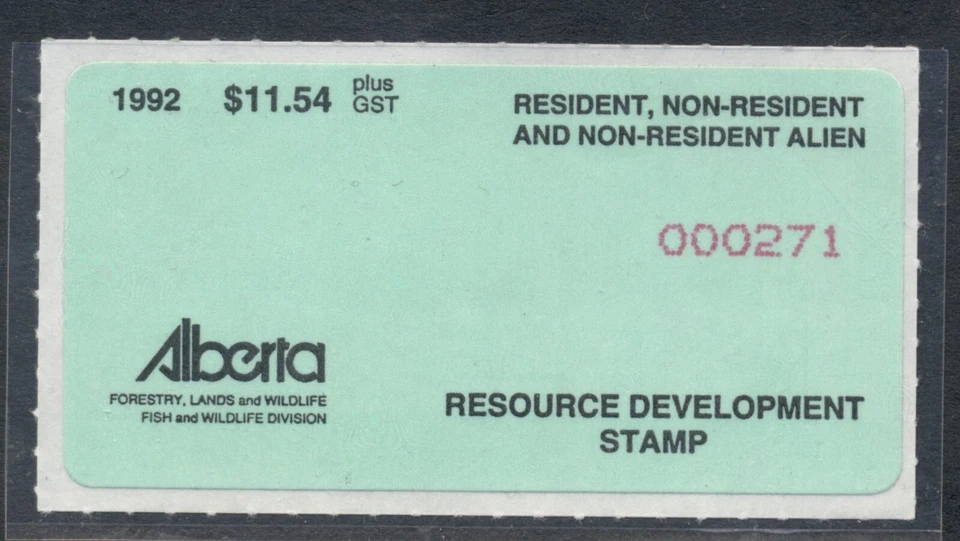 1992 $11.54 plus GST
RESIDENT, NON-RESIDENT
AND NON-RESIDENT ALIEN
000271
Alberta
FORESTRY, LANDS and WILDLIFE
FISH and WILDLIFE DIVISION
RESOURCE DEVELOPMENT
STAMP